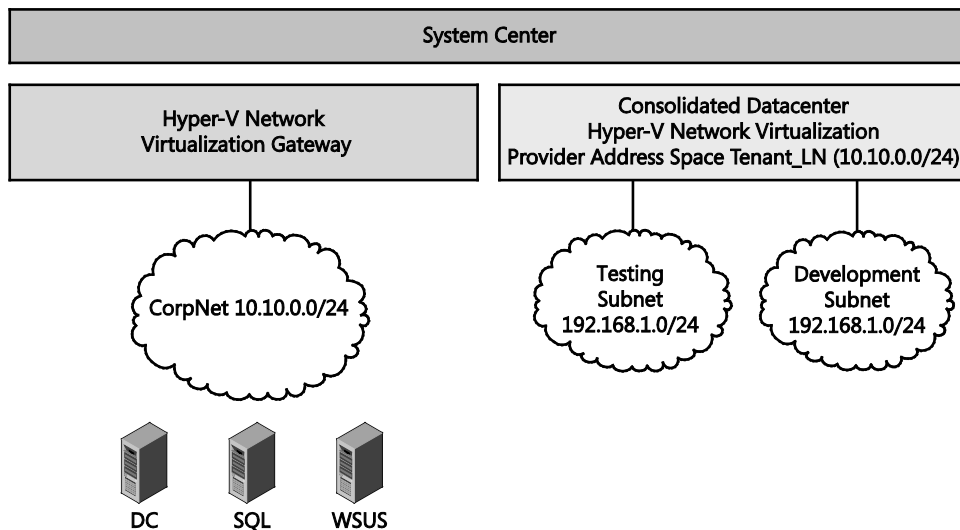 System Center
Hyper-V Network
Virtualization Gateway
Consolidated Datacenter
Hyper-V Network Virtualization
Provider Address Space Tenant_LN (10.10.0.0/24)
CorpNet 10.10.0.0/24
Testing
Subnet
192.168.1.0/24
Development
Subnet
192.168.1.0/24
DC
SQL
WSUS